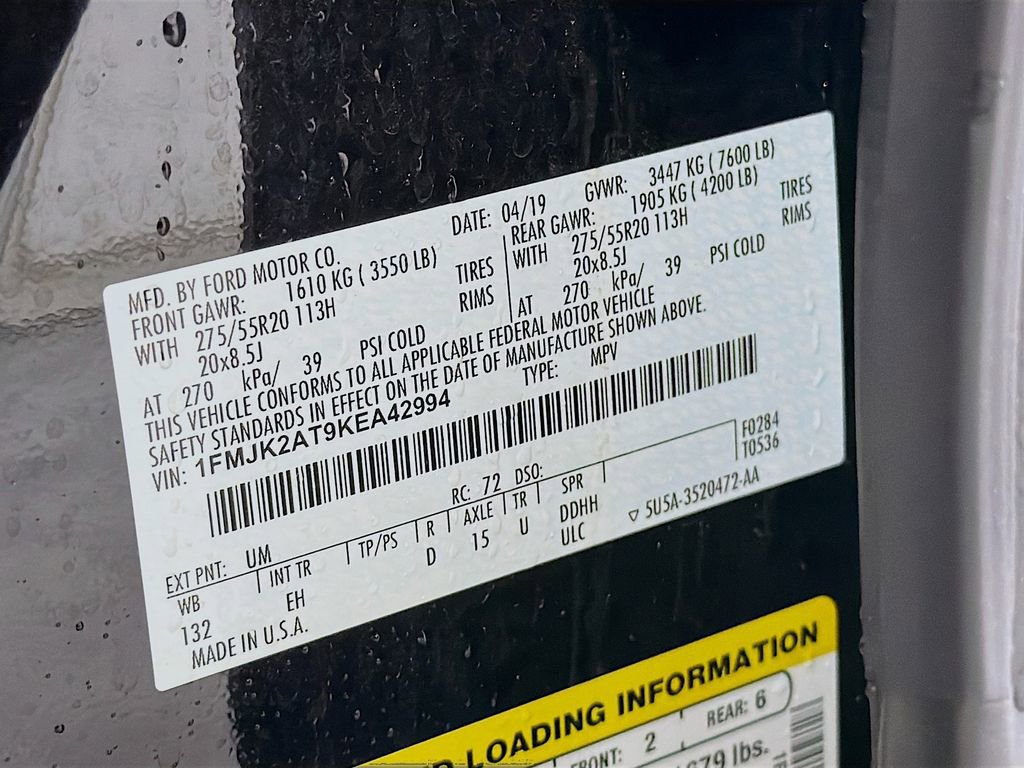 MFD. BY FORD MOTOR CO.
DATE: 04/19 GVWR: 3447 KG ( 7600 LB)
FRONT GAWR: 1610 KG ( 3550 LB)
WITH 275/55R20 113H TIRES
20x8.5J RIMS
AT 270 kPa/ 39 PSI COLD
REAR GAWR: 1905 KG ( 4200 LB)
WITH 275/55R20 113H TIRES
20x8.5J RIMS
AT 270 kPa/ 39 PSI COLD
THIS VEHICLE CONFORMS TO ALL APPLICABLE FEDERAL MOTOR VEHICLE
SAFETY STANDARDS IN EFFECT ON THE DATE OF MANUFACTURE SHOWN ABOVE.
VIN: 1FMJK2AT9KEA42994 TYPE: MPV
F0284
T0536
EXT PNT: UM RC: 72 DSO:
WB INT TR TP/PS R AXLE TR SPR
132 EH D 15 U DDHH
ULC
MADE IN U.S.A. ▽ 5U5A-3520472-AA
LOADING INFORMATION
FRONT: 2 REAR: 6
lbs.